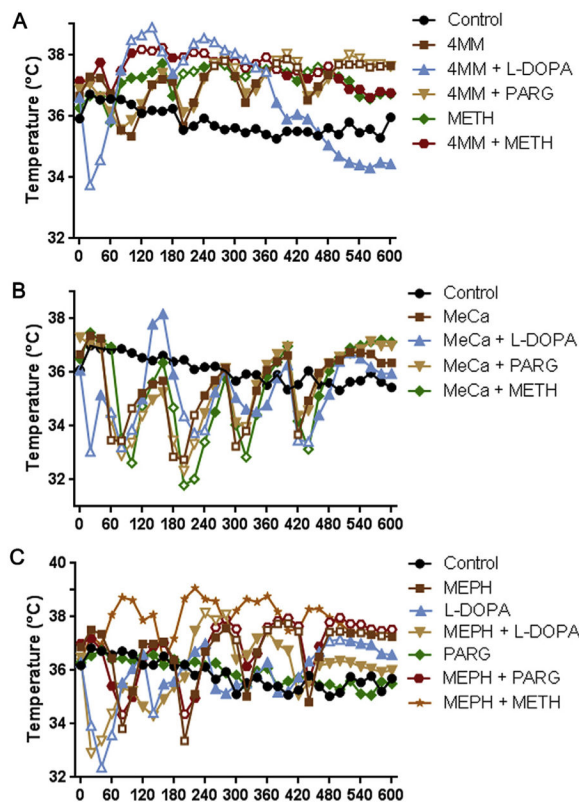 A
Control
4MM
4MM + L-DOPA
4MM + PARG
METH
4MM + METH
Temperature (°C)
40
38
36
34
32
0 60 120 180 240 300 360 420 480 540 600
B
Control
MeCa
MeCa + L-DOPA
MeCa + PARG
MeCa + METH
Temperature (°C)
40
38
36
34
32
0 60 120 180 240 300 360 420 480 540 600
C
Control
MEPH
L-DOPA
MEPH + L-DOPA
PARG
MEPH + PARG
MEPH + METH
Temperature (°C)
40
38
36
34
32
0 60 120 180 240 300 360 420 480 540 600